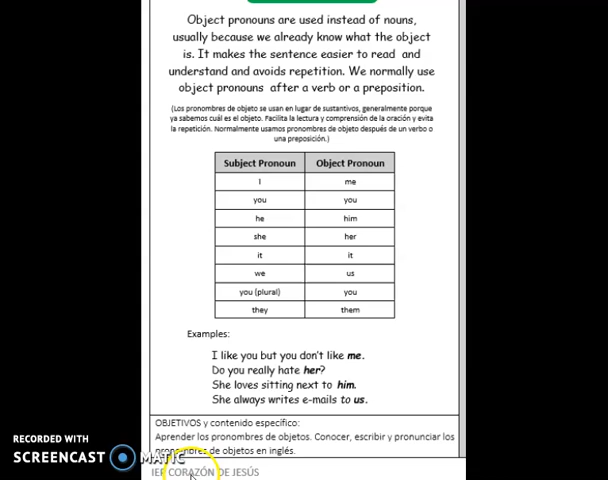 Object pronouns are used instead of nouns,
usually because we already know what the object
is. It makes the sentence easier to read and
understand and avoids repetition. We normally use
object pronouns after a verb or a preposition.
(Los pronombres de objeto se usan en lugar de sustantivos, generalmente porque
ya sabemos cuál es el objeto. Facilita la lectura y comprensión de la oración y evita
la repetición. Normalmente usamos pronombres de objeto después de un verbo o
una preposición.)
Subject Pronoun Object Pronoun
I me
you you
he him
she her
it it
we us
you (plural) you
they them
Examples:
I like you but you don't like me.
Do you really hate her?
She loves sitting next to him.
She always writes e-mails to us.
OBJETIVOS y contenido específico:
Aprender los pronombres de objetos. Conocer, escribir y pronunciar los
pronombres de objetos en inglés.
IEP CORAZÓN DE JESÚS
RECORDED WITH
SCREENCAST MATIC